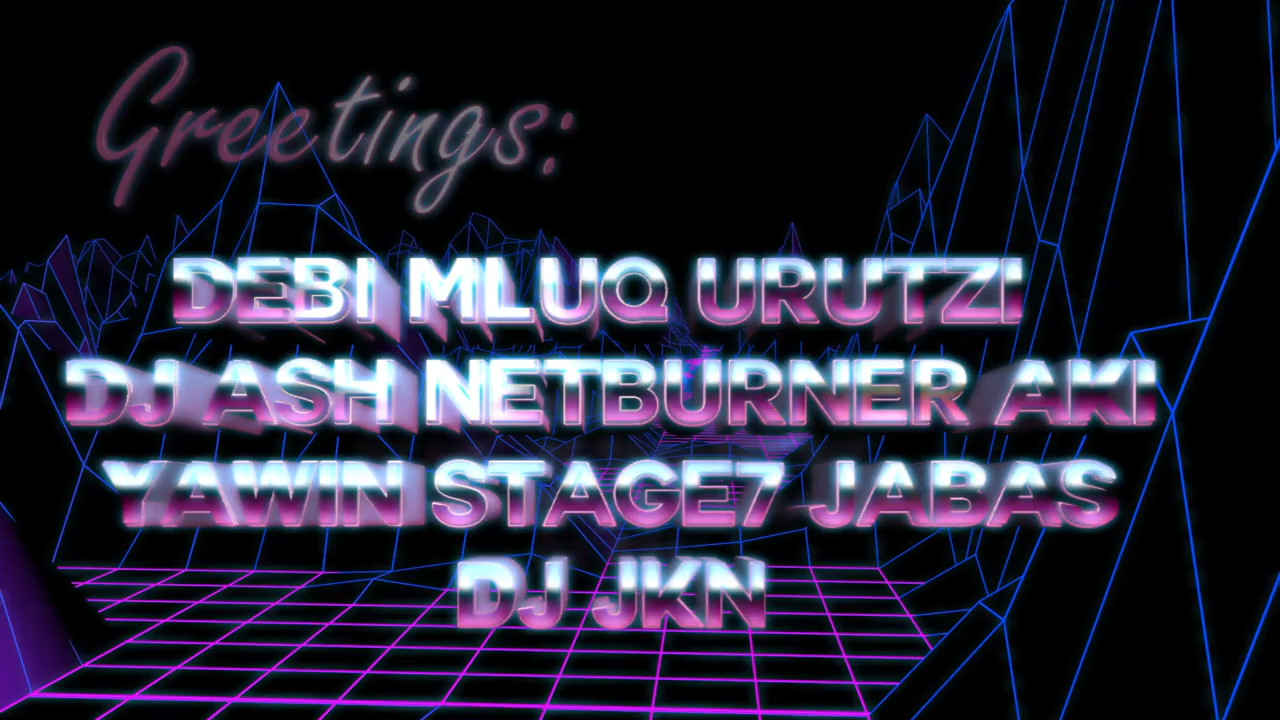 Greetings:
DEBI MLUQ URUTZI
DJ ASH NETBURNER AKI
YAWIN STAGE7 JABAS
DJ JKN